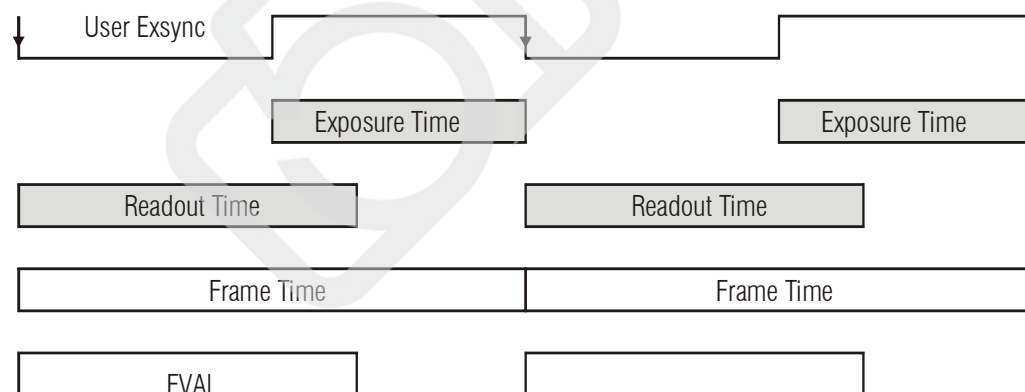 User Exsync
Exposure Time Exposure Time
Readout Time Readout Time
Frame Time Frame Time
FVAL